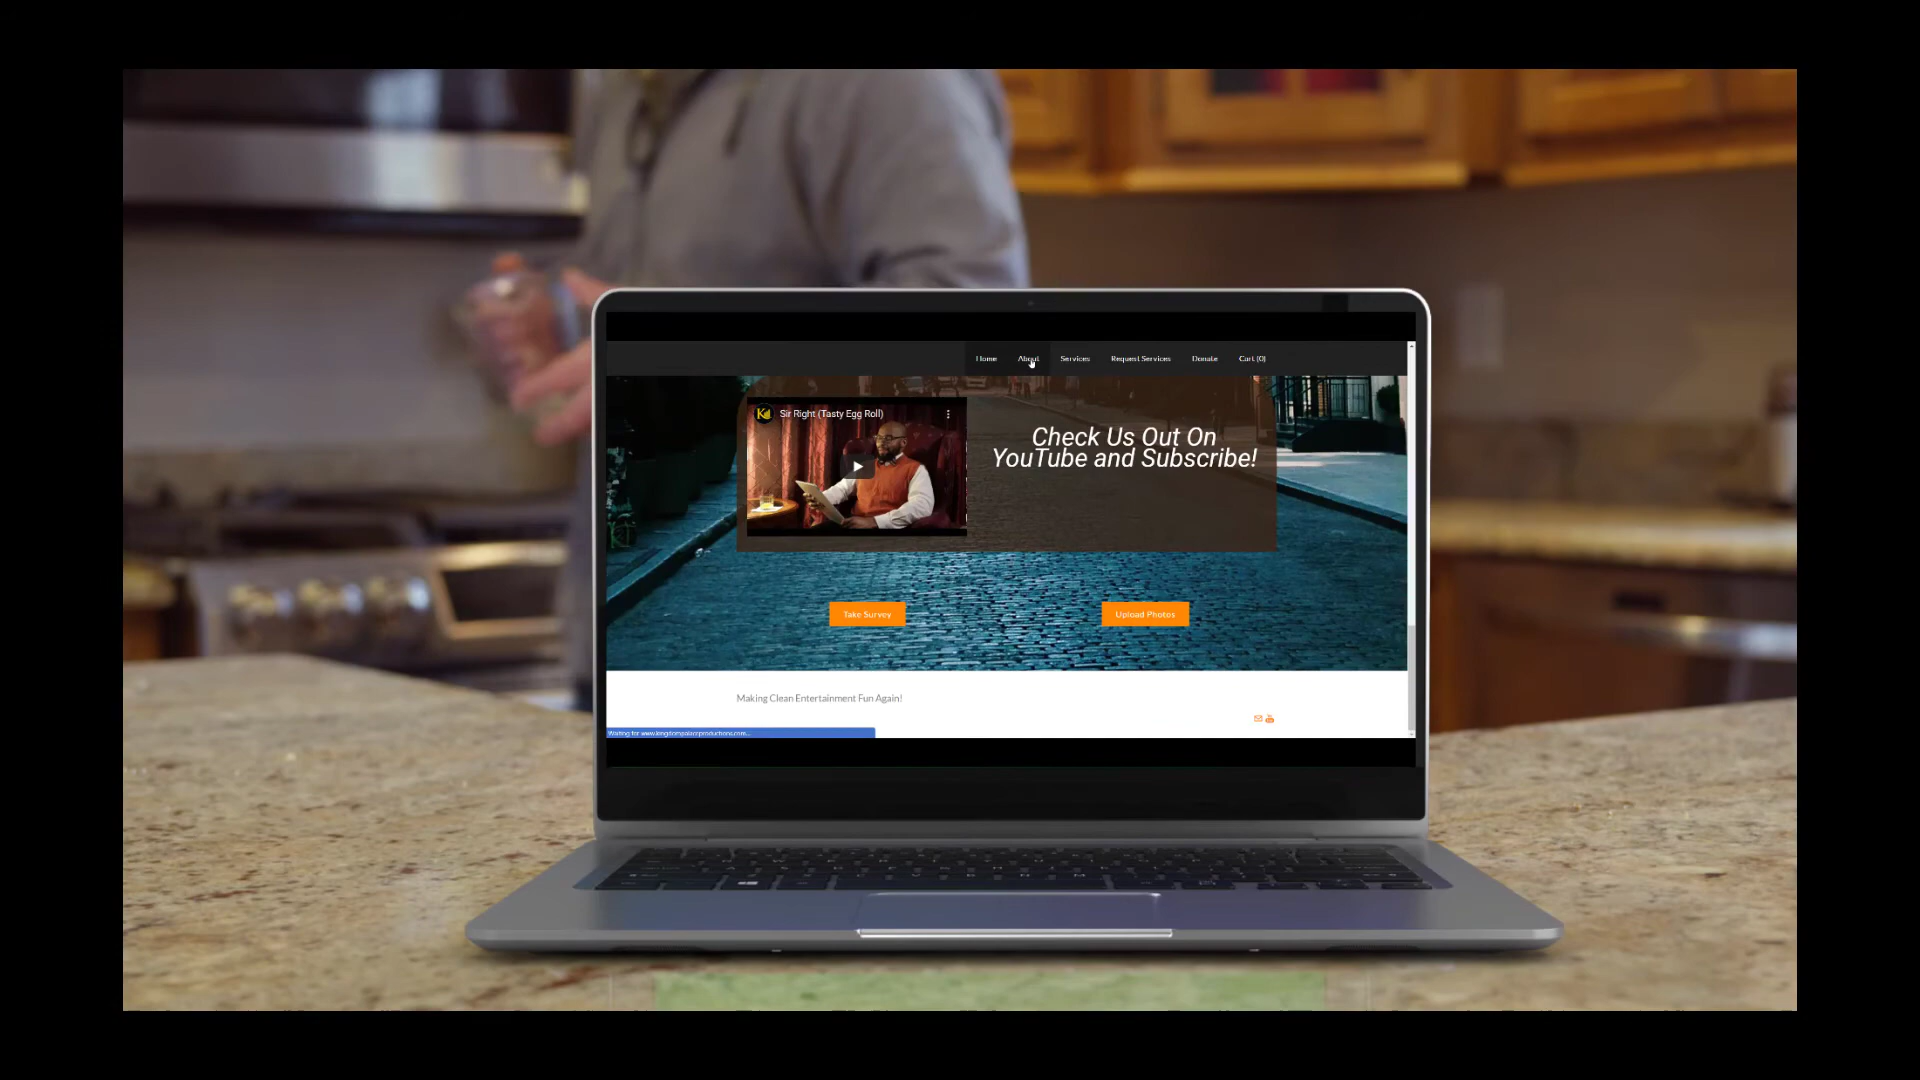 Home About Services Request Services Donate Cart (0)
Sir Right (Tasty Egg Roll)
Check Us Out On
YouTube and Subscribe!
Take Survey
Upload Photos
Making Clean Entertainment Fun Again!